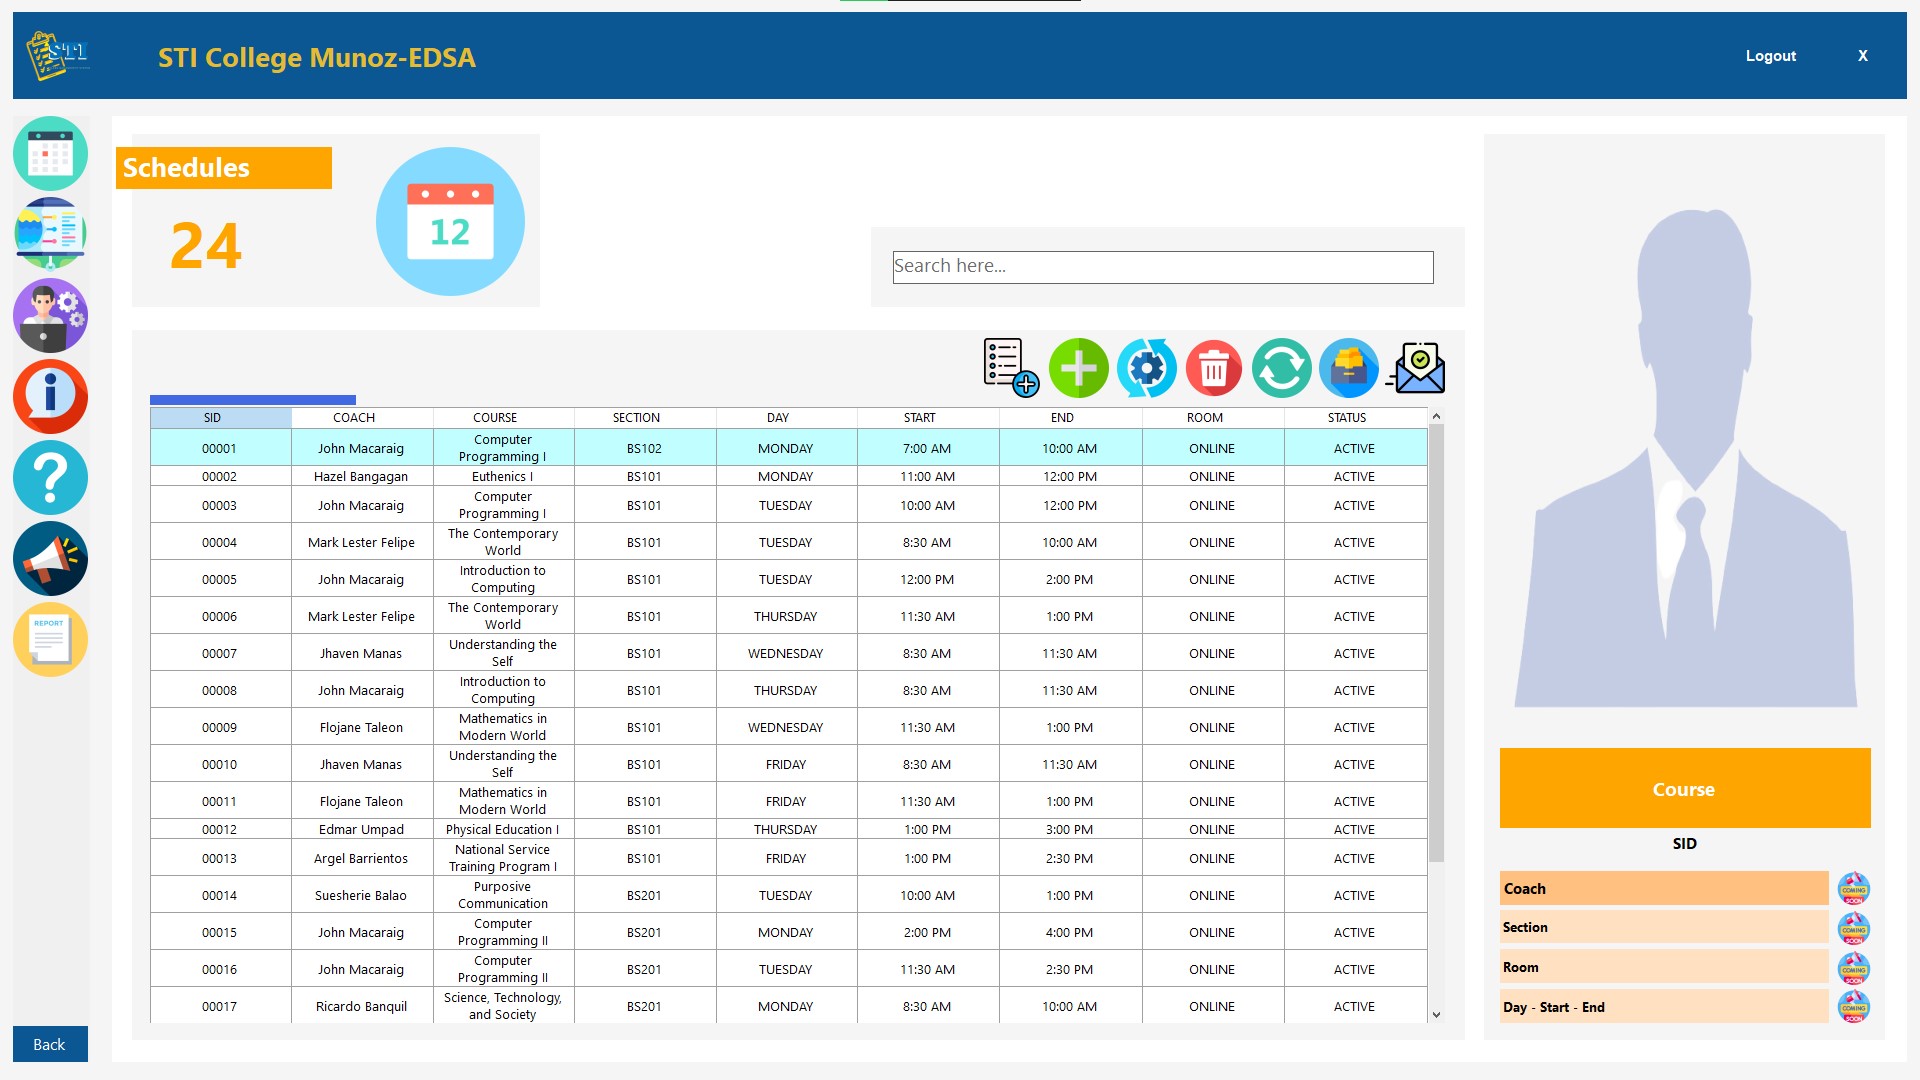 STI
STI College Munoz-EDSA
Logout
X
Schedules
24
12
Search here...
SID COACH COURSE SECTION DAY START END ROOM STATUS
00001 John Macaraig Computer Programming I BS102 MONDAY 7:00 AM 10:00 AM ONLINE ACTIVE
00002 Hazel Bangagan Euthenics I BS101 MONDAY 11:00 AM 12:00 PM ONLINE ACTIVE
00003 John Macaraig Computer Programming I BS101 TUESDAY 10:00 AM 12:00 PM ONLINE ACTIVE
00004 Mark Lester Felipe The Contemporary World BS101 TUESDAY 8:30 AM 10:00 AM ONLINE ACTIVE
00005 John Macaraig Introduction to Computing BS101 TUESDAY 12:00 PM 2:00 PM ONLINE ACTIVE
00006 Mark Lester Felipe The Contemporary World BS101 THURSDAY 11:30 AM 1:00 PM ONLINE ACTIVE
00007 Jhaven Manas Understanding the Self BS101 WEDNESDAY 8:30 AM 11:30 AM ONLINE ACTIVE
00008 John Macaraig Introduction to Computing BS101 THURSDAY 8:30 AM 11:30 AM ONLINE ACTIVE
00009 Flojane Taleon Mathematics in Modern World BS101 WEDNESDAY 11:30 AM 1:00 PM ONLINE ACTIVE
00010 Jhaven Manas Understanding the Self BS101 FRIDAY 8:30 AM 11:30 AM ONLINE ACTIVE
00011 Flojane Taleon Mathematics in Modern World BS101 FRIDAY 11:30 AM 1:00 PM ONLINE ACTIVE
00012 Edmar Umpad Physical Education I BS101 THURSDAY 1:00 PM 3:00 PM ONLINE ACTIVE
00013 Argel Barrientos National Service Training Program I BS101 FRIDAY 1:00 PM 2:30 PM ONLINE ACTIVE
00014 Suesherie Balao Purposive Communication BS201 TUESDAY 10:00 AM 1:00 PM ONLINE ACTIVE
00015 John Macaraig Computer Programming II BS201 MONDAY 2:00 PM 4:00 PM ONLINE ACTIVE
00016 John Macaraig Computer Programming II BS201 TUESDAY 11:30 AM 2:30 PM ONLINE ACTIVE
00017 Ricardo Banquil Science, Technology, and Society BS201 MONDAY 8:30 AM 10:00 AM ONLINE ACTIVE
REPORT
Back
Course
SID
Coach
COMING SOON
Section
COMING SOON
Room
COMING SOON
Day - Start - End
COMING SOON